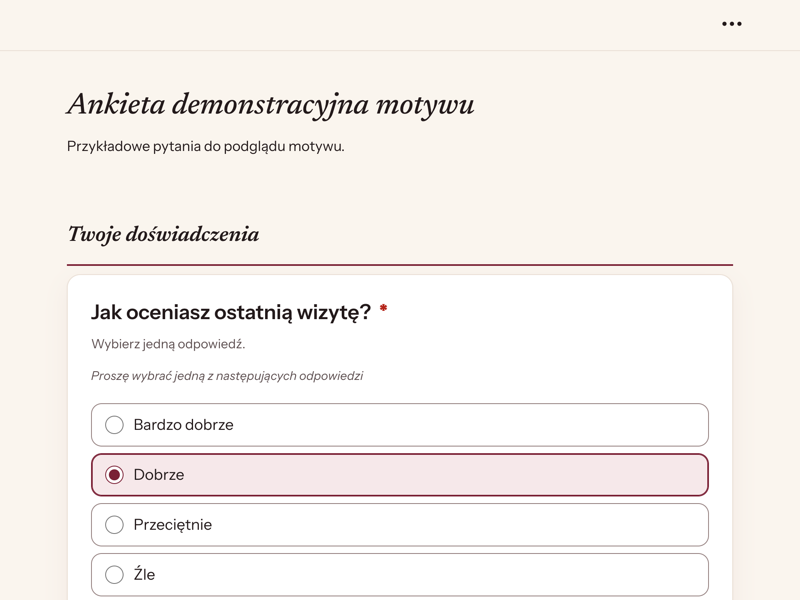 Ankieta demonstracyjna motywu
Przykładowe pytania do podglądu motywu.
Twoje doświadczenia
Jak oceniasz ostatnią wizytę? *
Wybierz jedną odpowiedź.
Proszę wybrać jedną z następujących odpowiedzi
Bardzo dobrze
Dobrze
Przeciętnie
Źle